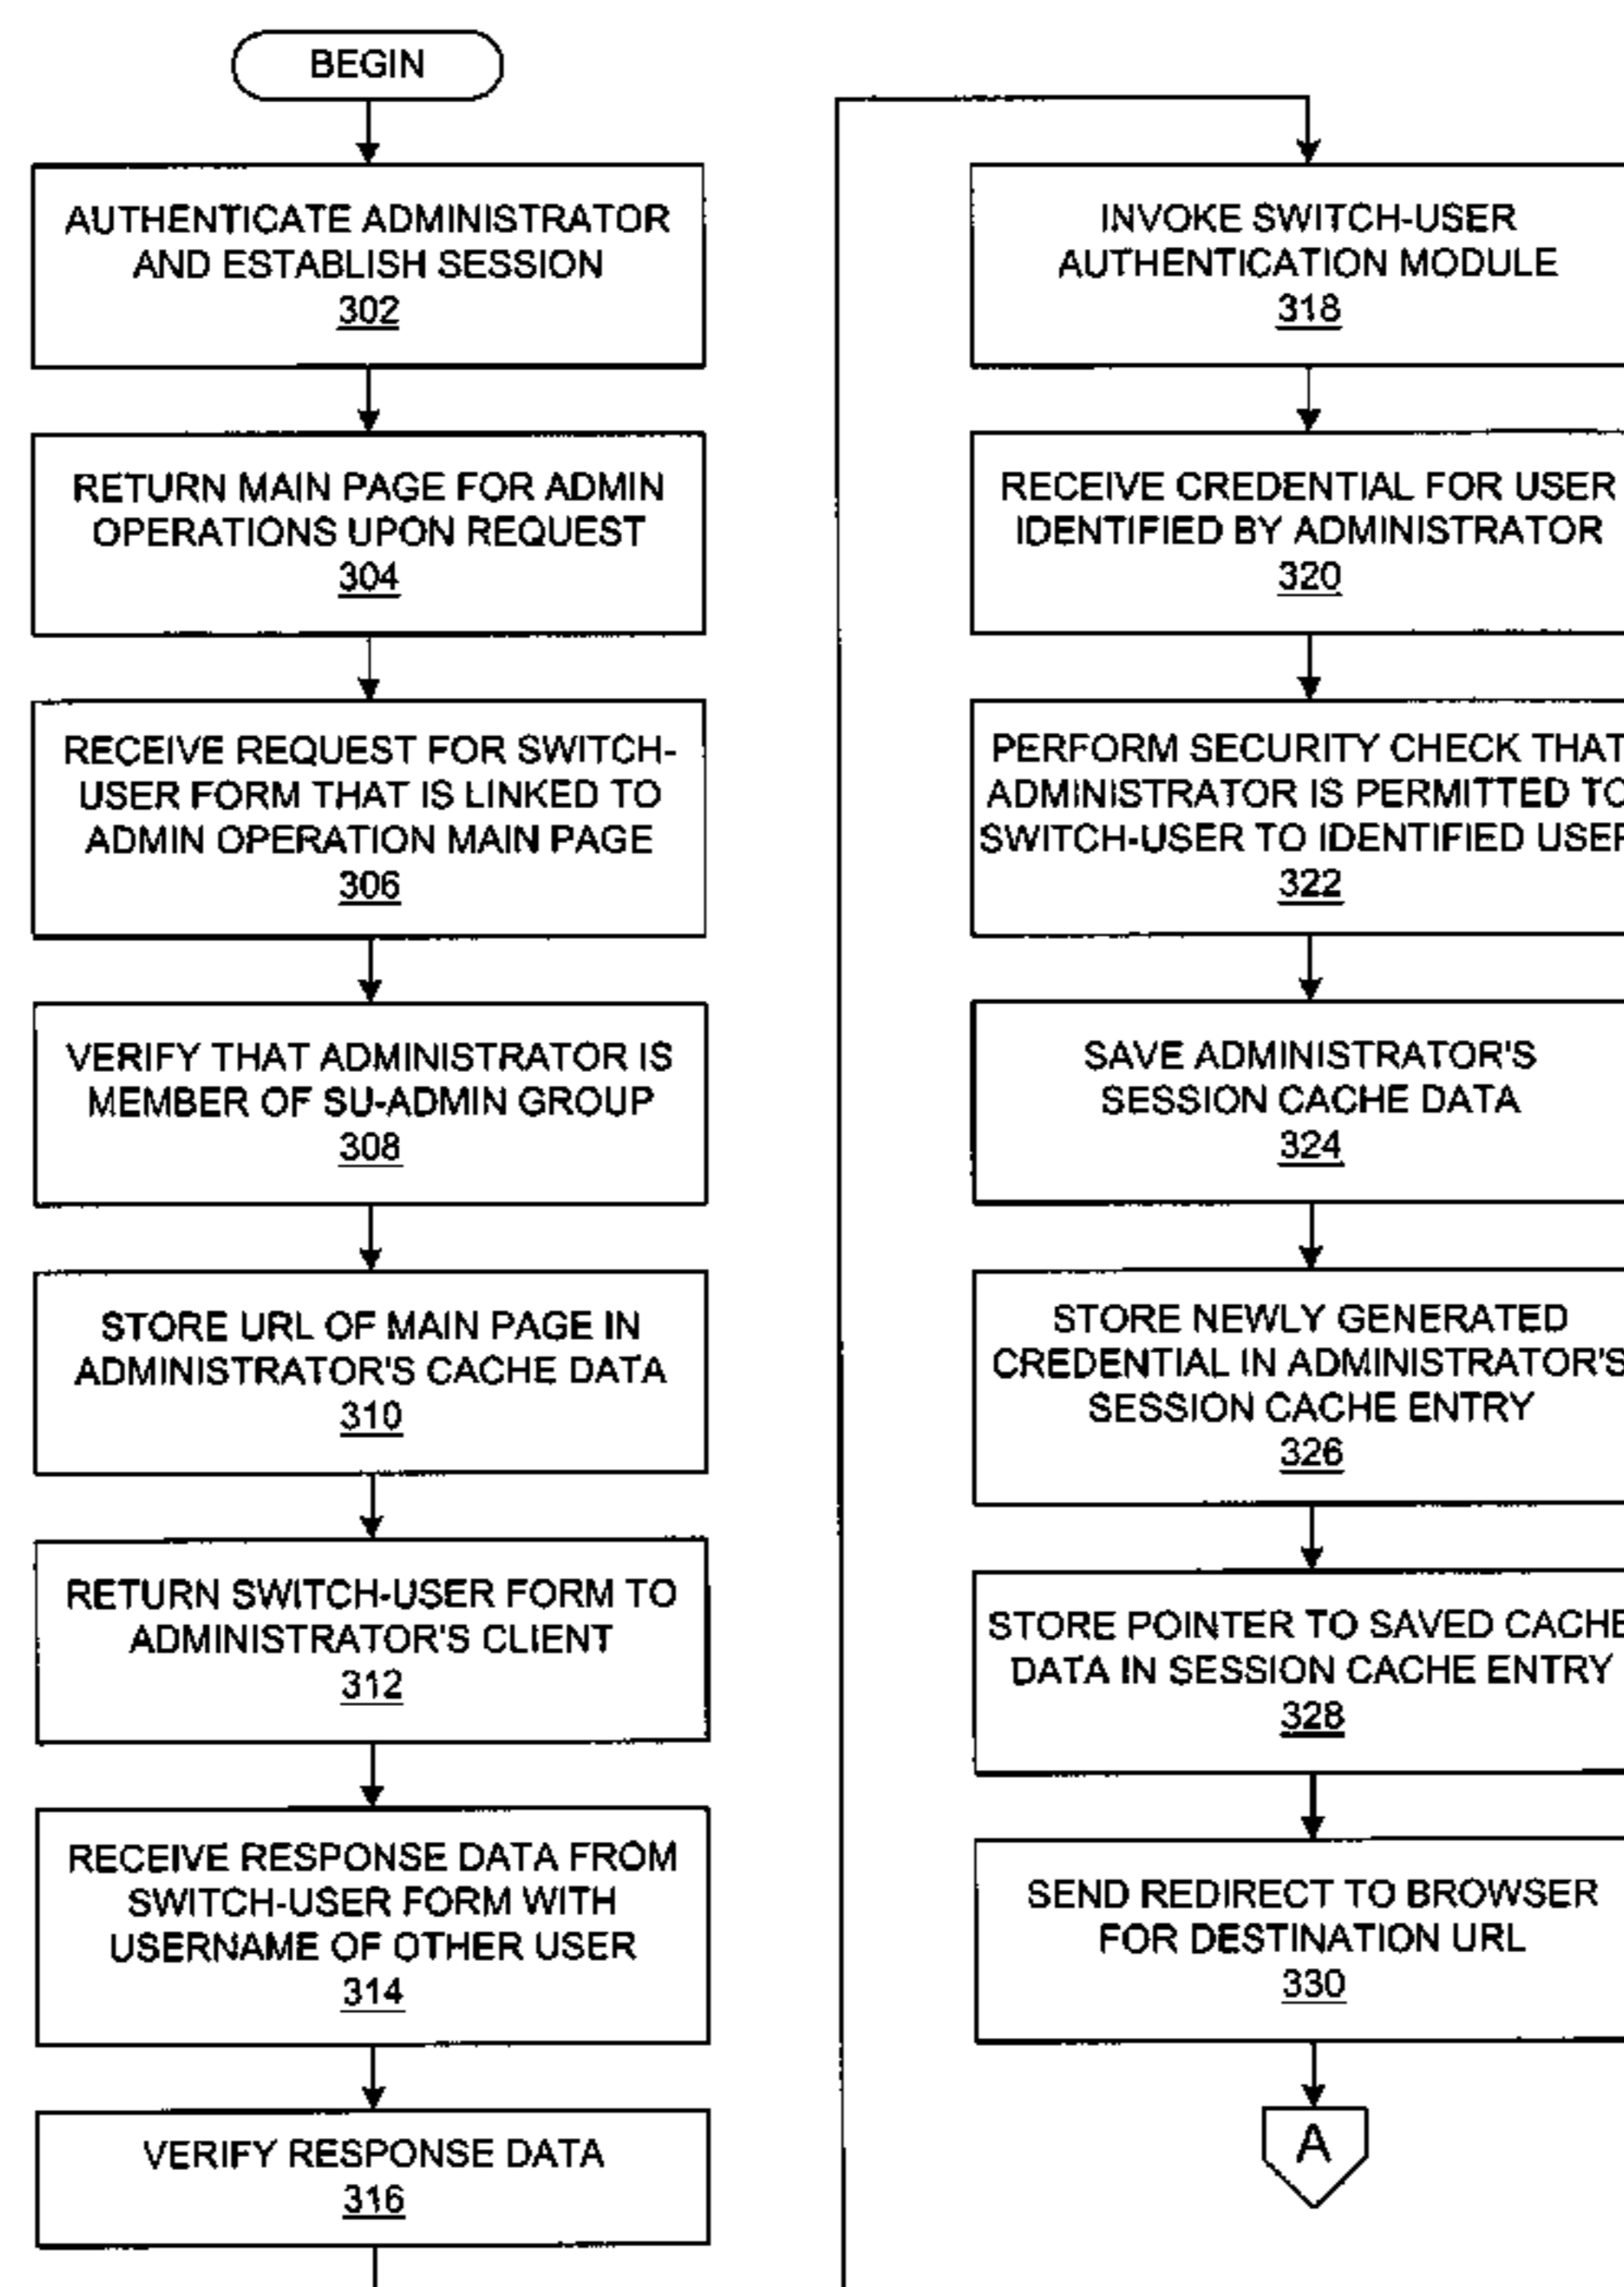 BEGIN
AUTHENTICATE ADMINISTRATOR
AND ESTABLISH SESSION
302
RETURN MAIN PAGE FOR ADMIN
OPERATIONS UPON REQUEST
304
RECEIVE REQUEST FOR SWITCH-
USER FORM THAT IS LINKED TO
ADMIN OPERATION MAIN PAGE
306
VERIFY THAT ADMINISTRATOR IS
MEMBER OF SU-ADMIN GROUP
308
STORE URL OF MAIN PAGE IN
ADMINISTRATOR'S CACHE DATA
310
RETURN SWITCH-USER FORM TO
ADMINISTRATOR'S CLIENT
312
RECEIVE RESPONSE DATA FROM
SWITCH-USER FORM WITH
USERNAME OF OTHER USER
314
VERIFY RESPONSE DATA
316
INVOKE SWITCH-USER
AUTHENTICATION MODULE
318
RECEIVE CREDENTIAL FOR USER
IDENTIFIED BY ADMINISTRATOR
320
PERFORM SECURITY CHECK THAT
ADMINISTRATOR IS PERMITTED TO
SWITCH-USER TO IDENTIFIED USER
322
SAVE ADMINISTRATOR'S
SESSION CACHE DATA
324
STORE NEWLY GENERATED
CREDENTIAL IN ADMINISTRATOR'S
SESSION CACHE ENTRY
326
STORE POINTER TO SAVED CACHE
DATA IN SESSION CACHE ENTRY
328
SEND REDIRECT TO BROWSER
FOR DESTINATION URL
330
A